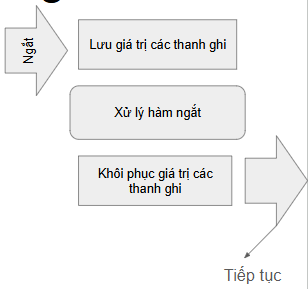 Ngắt
Lưu giá trị các thanh ghi
Xử lý hàm ngắt
Khôi phục giá trị các
thanh ghi
Tiếp tục